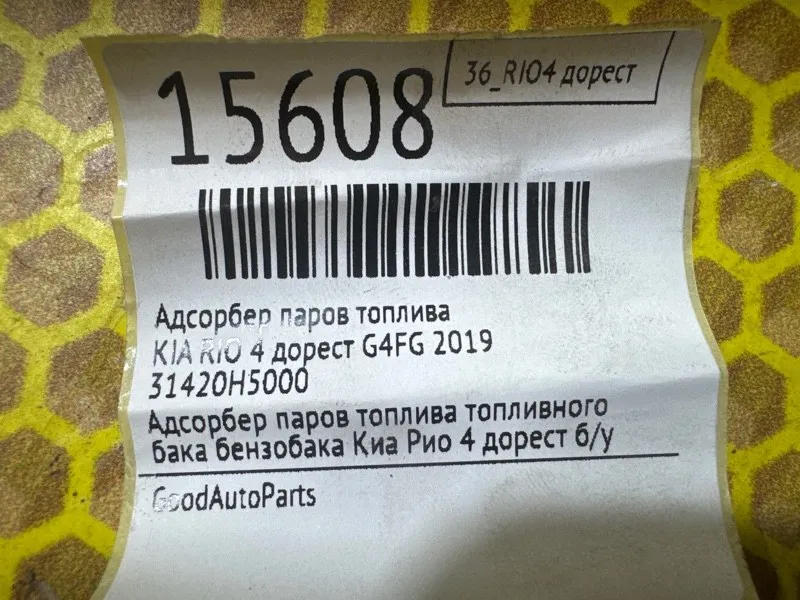 15608
36_RIO4 дорест
Адсорбер паров топлива
KIA RIO 4 дорест G4FG 2019
31420H5000
Адсорбер паров топлива топливного
бака бензобака Киа Рио 4 дорест б/у
GoodAutoParts